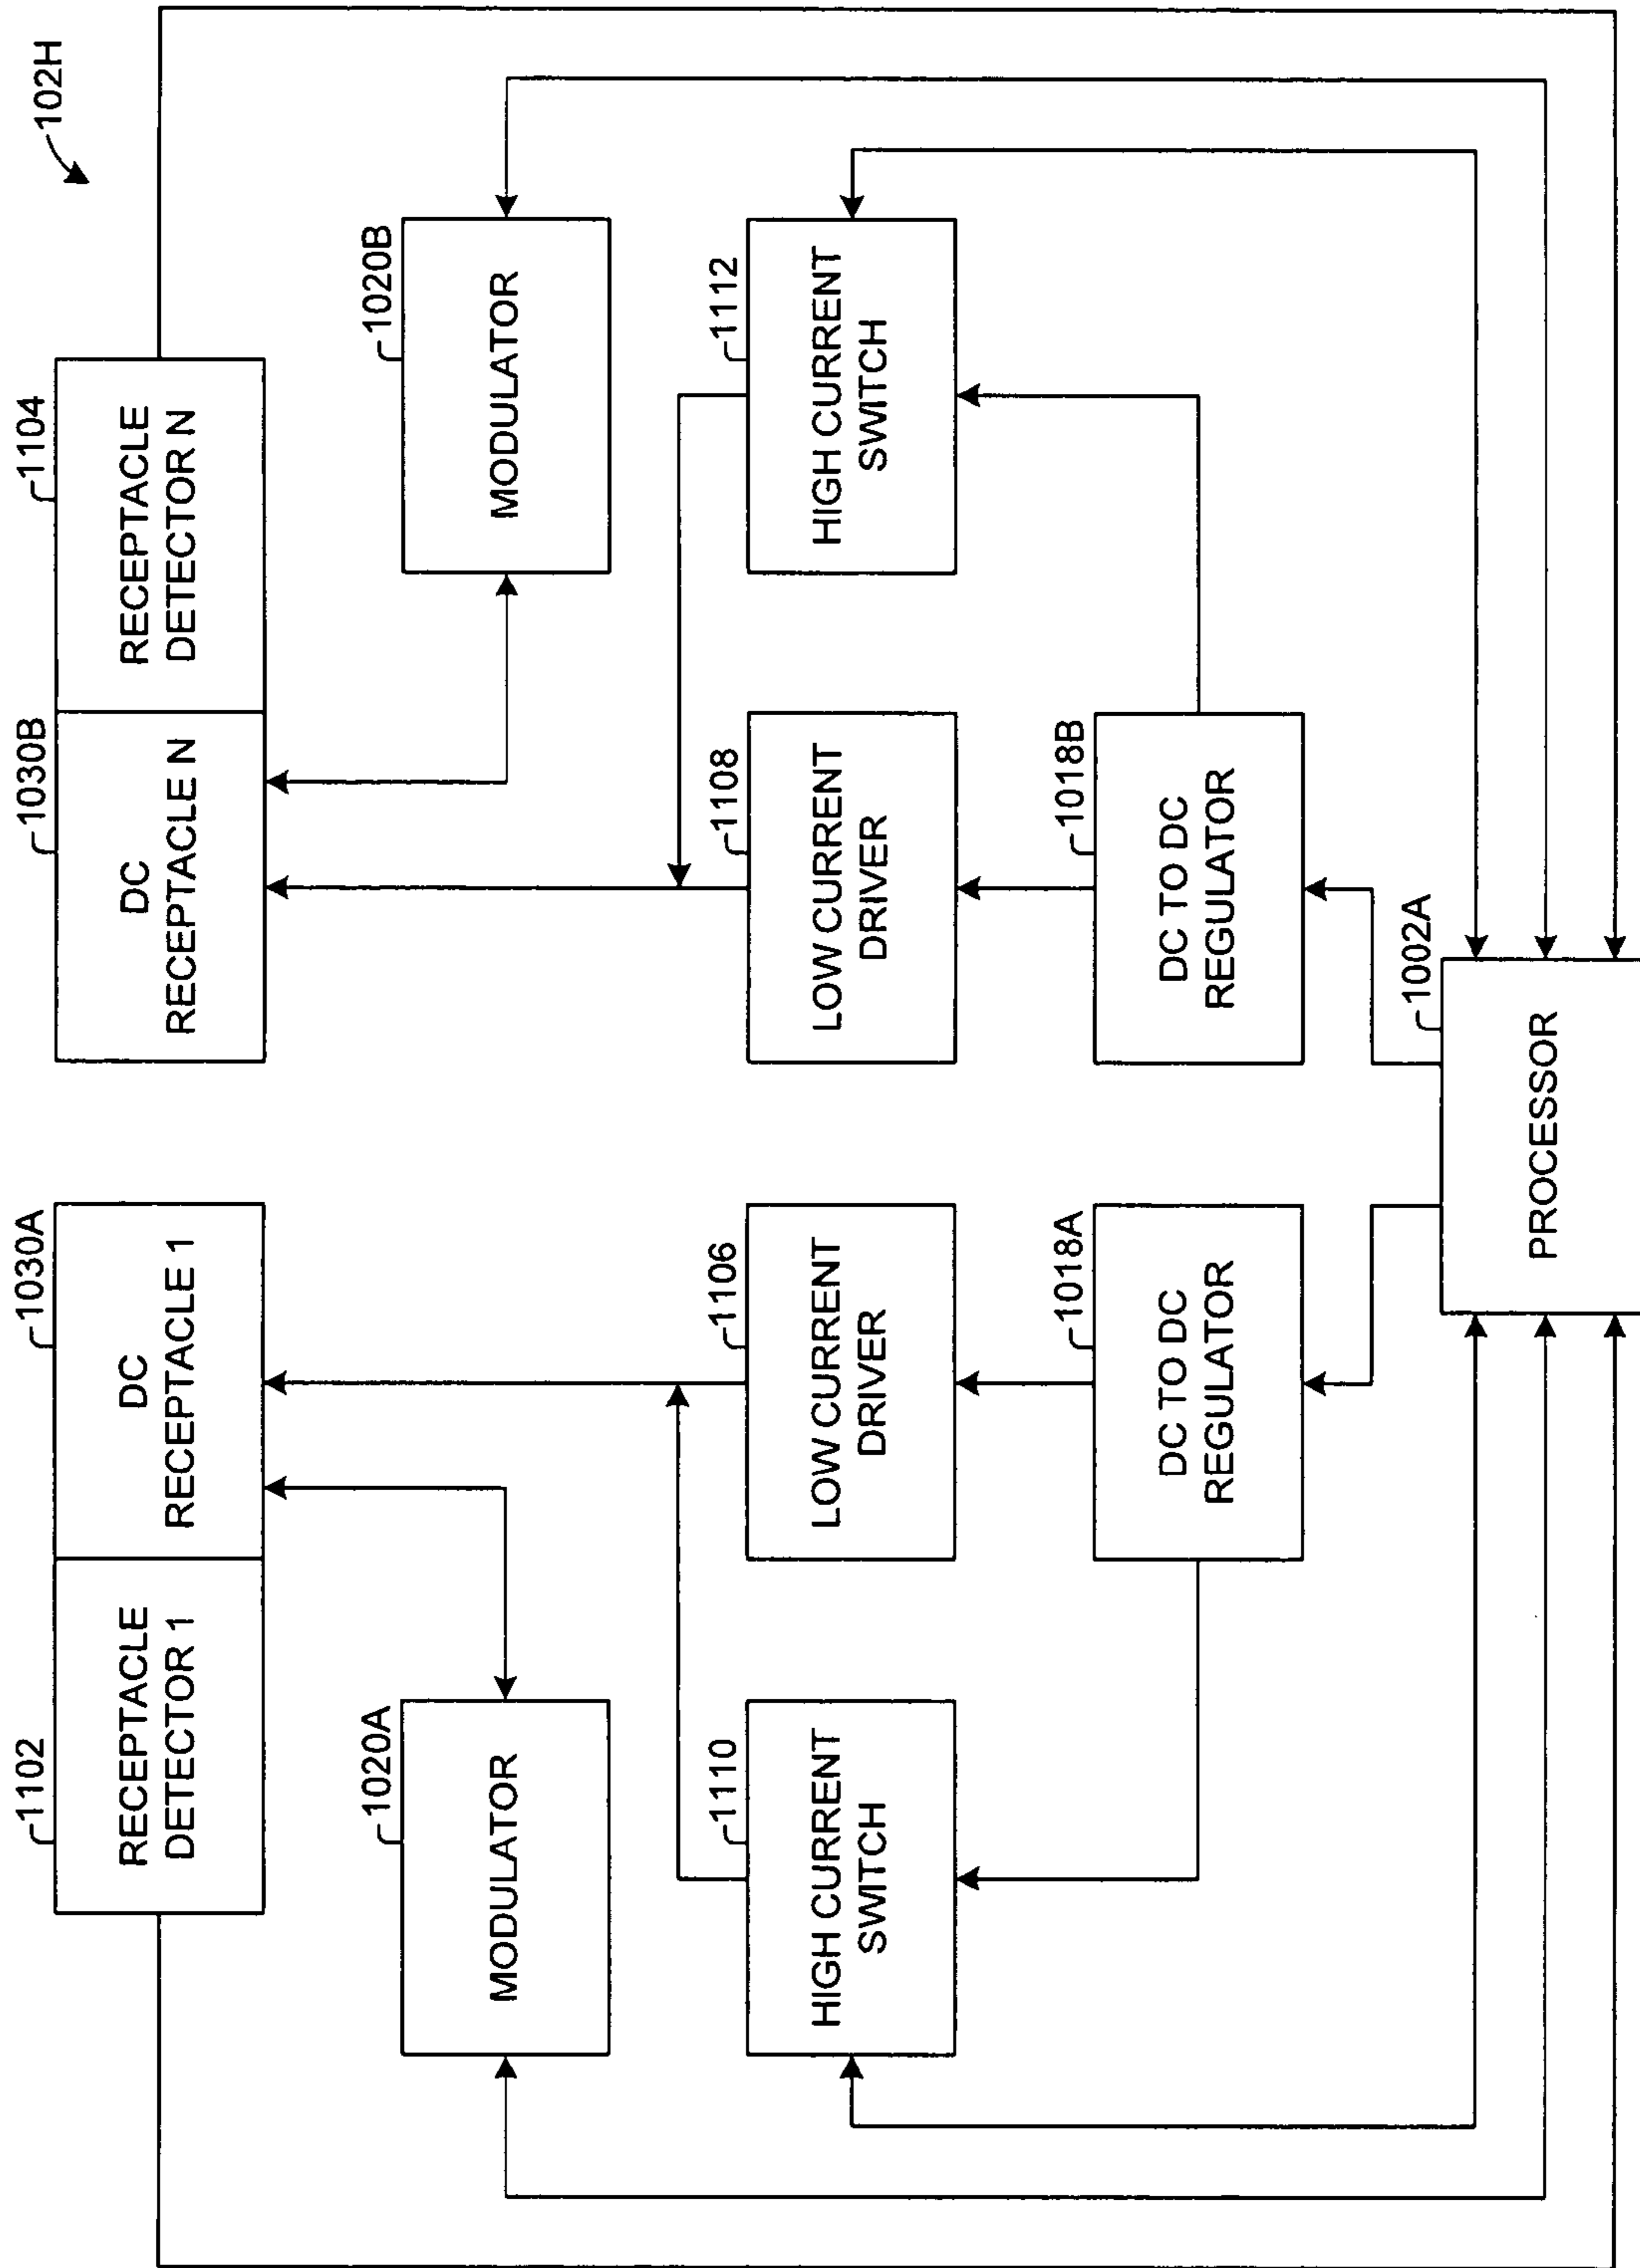 102H
1102
RECEPTACLE
DETECTOR 1
1030A
DC
RECEPTACLE 1
1030B
DC
RECEPTACLE N
1104
RECEPTACLE
DETECTOR N
1020A
MODULATOR
1020B
MODULATOR
1110
HIGH CURRENT
SWITCH
1106
LOW CURRENT
DRIVER
1108
LOW CURRENT
DRIVER
1112
HIGH CURRENT
SWITCH
1018A
DC TO DC
REGULATOR
1018B
DC TO DC
REGULATOR
1002A
PROCESSOR